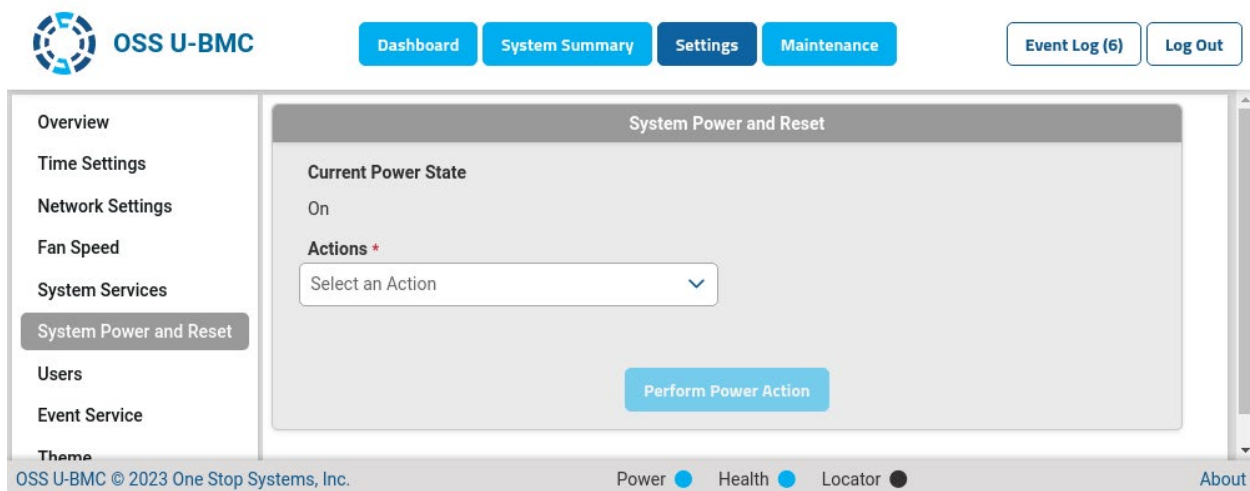 OSS U-BMC
Dashboard
System Summary
Settings
Maintenance
Event Log (6)
Log Out
Overview
Time Settings
Network Settings
Fan Speed
System Services
System Power and Reset
Users
Event Service
Theme
System Power and Reset
Current Power State
On
Actions *
Select an Action
Perform Power Action
OSS U-BMC © 2023 One Stop Systems, Inc.
Power
Health
Locator
About